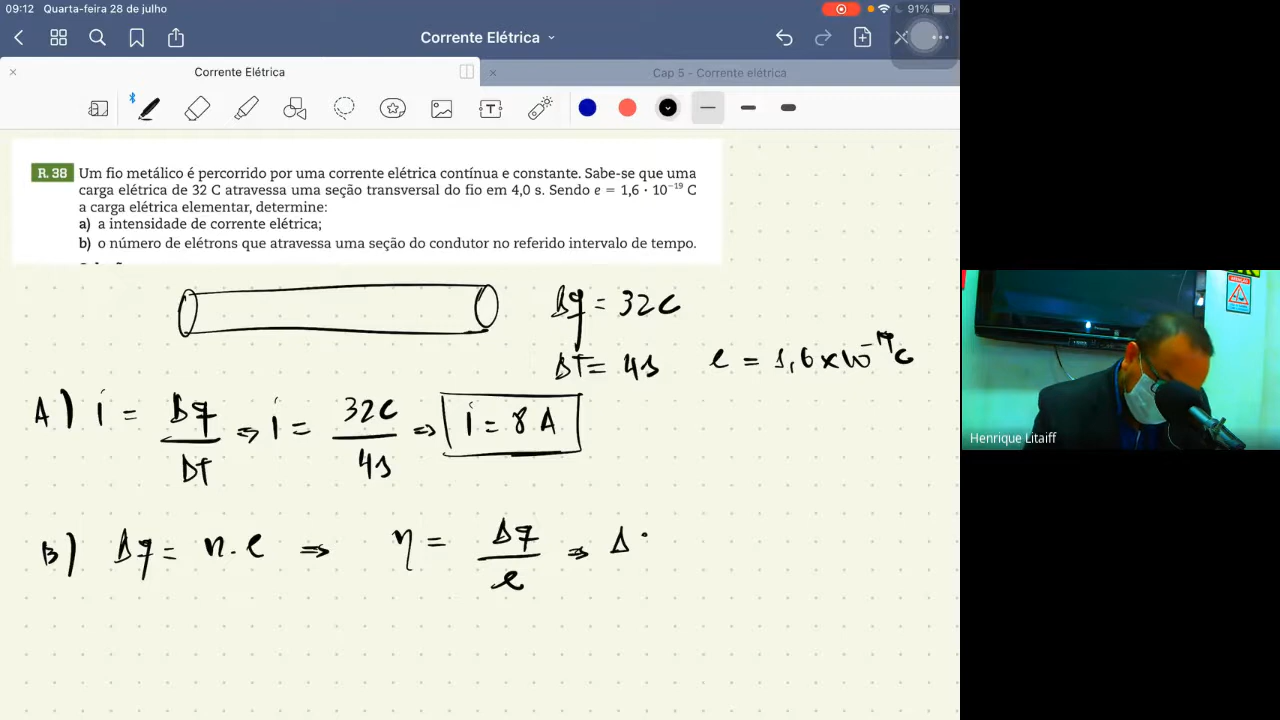 09:12 Quarta-feira 28 de julho
91%
Corrente Elétrica
Corrente Elétrica
Cap 5 - Corrente elétrica
R. 38 Um fio metálico é percorrido por uma corrente elétrica contínua e constante. Sabe-se que uma
carga elétrica de 32 C atravessa uma seção transversal do fio em 4,0 s. Sendo e = 1,6 · 10⁻¹⁹ C
a carga elétrica elementar, determine:
a) a intensidade de corrente elétrica;
b) o número de elétrons que atravessa uma seção do condutor no referido intervalo de tempo.
Δq = 32C
ΔT = 4s e = 1,6x10⁻¹⁹C
A) i = Δq/ΔT ⇒ i = 32C/4s ⇒ i = 8 A
B) Δq = n.e ⇒ η = Δq/e ⇒ Δ
Henrique Litaiff